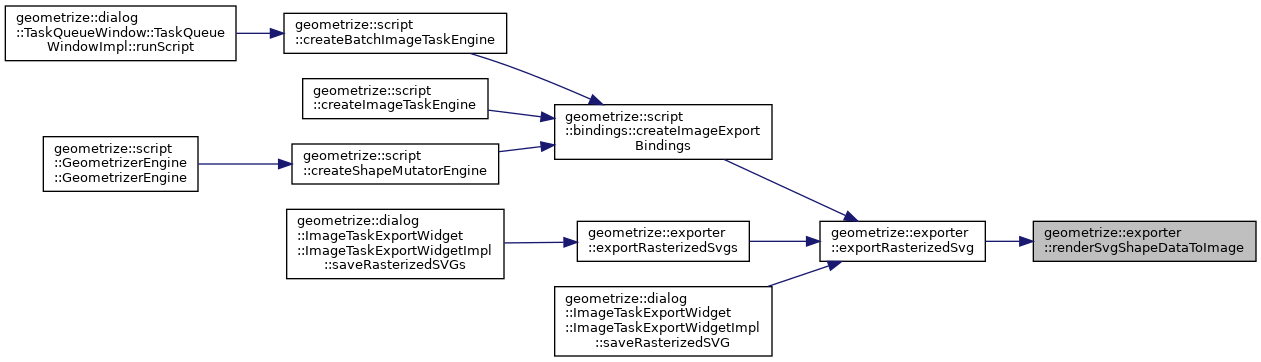 geometrize::dialog
::TaskQueueWindow::TaskQueue
WindowImpl::runScript
geometrize::script
::createBatchImageTaskEngine
geometrize::script
::createImageTaskEngine
geometrize::script
::bindings::createImageExport
Bindings
geometrize::script
::GeometrizerEngine
::GeometrizerEngine
geometrize::script
::createShapeMutatorEngine
geometrize::dialog
::ImageTaskExportWidget
::ImageTaskExportWidgetImpl
::saveRasterizedSVGs
geometrize::exporter
::exportRasterizedSvgs
geometrize::exporter
::exportRasterizedSvg
geometrize::exporter
::renderSvgShapeDataToImage
geometrize::dialog
::ImageTaskExportWidget
::ImageTaskExportWidgetImpl
::saveRasterizedSVG